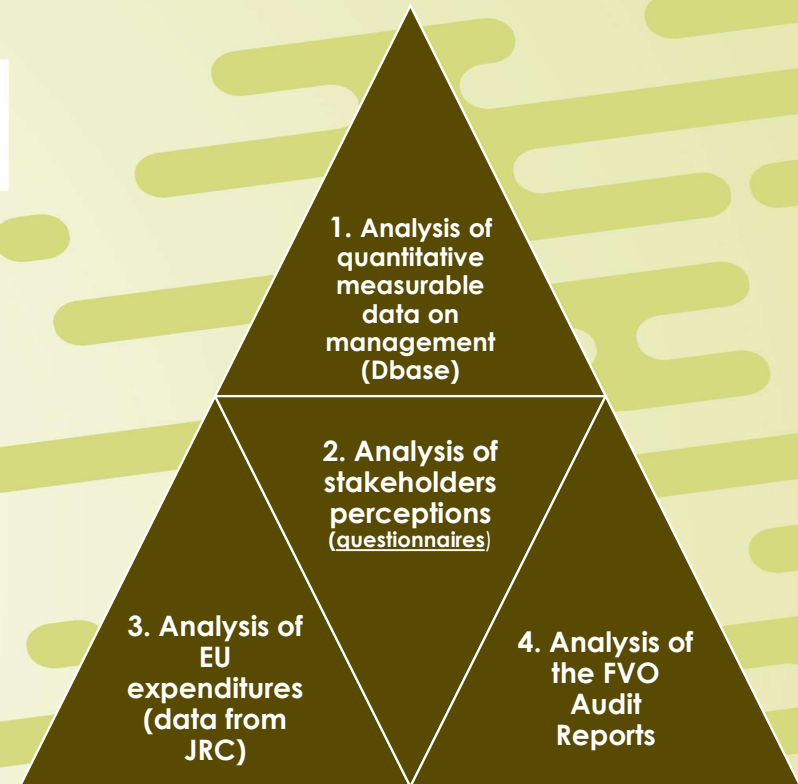 1. Analysis of
quantitative
measurable
data on
management
(Dbase)
2. Analysis of
stakeholders
perceptions
(questionnaires)
3. Analysis of
EU
expenditures
(data from
JRC)
4. Analysis of
the FVO
Audit
Reports